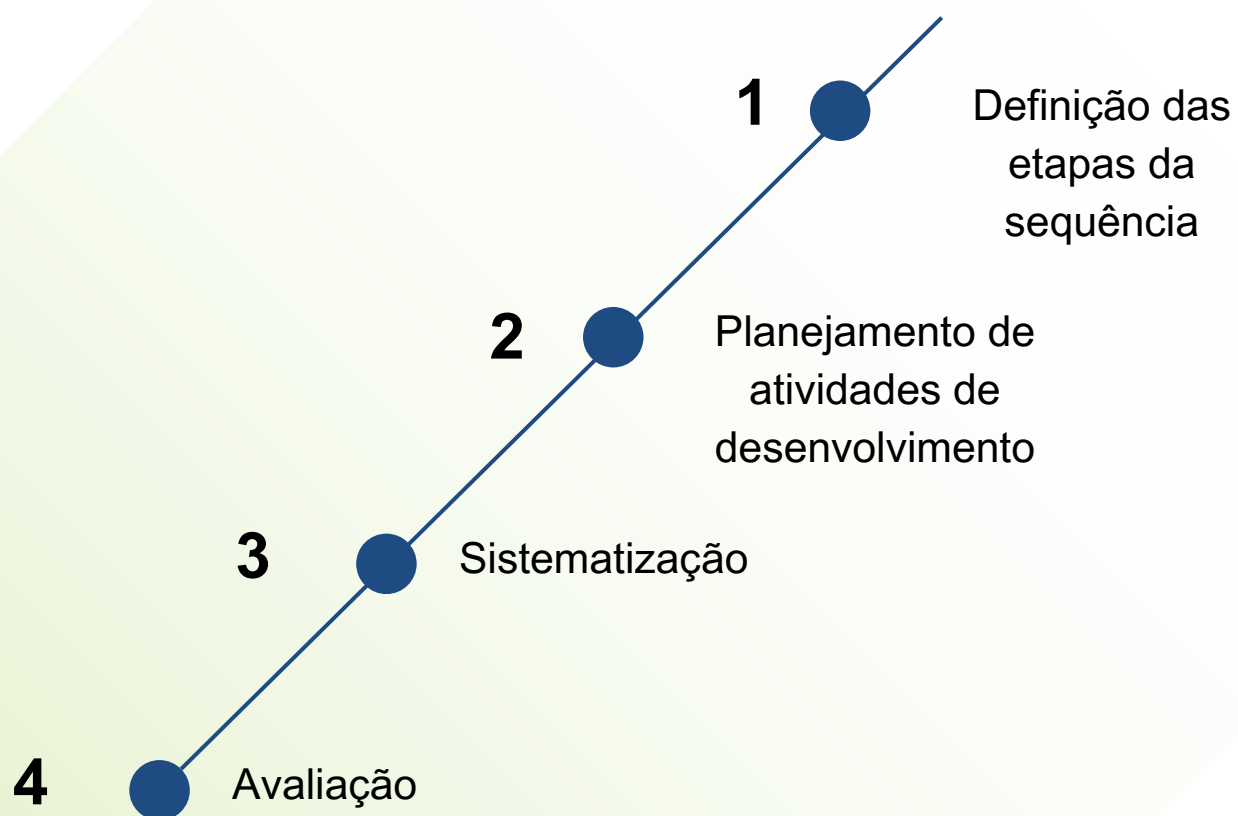 1
Definição das
etapas da
sequência
2
Planejamento de
atividades de
desenvolvimento
3
Sistematização
4
Avaliação